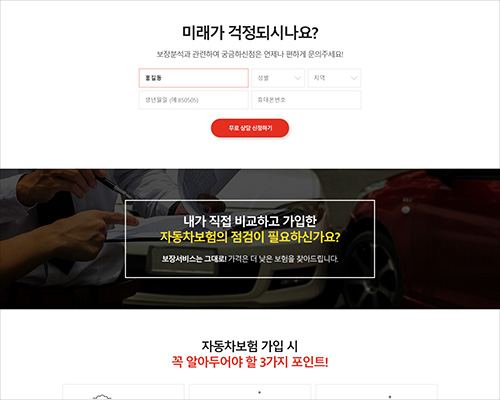 미래가 걱정되시나요?
보장분석과 관련하여 궁금하신점은 언제나 편하게 문의주세요!
홍길동 성별 지역
생년월일 (예:850505) 휴대폰번호
무료 상담 신청하기
내가 직접 비교하고 가입한
자동차보험의 점검이 필요하신가요?
보장서비스는 그대로! 가격은 더 낮은 보험을 찾아드립니다.
자동차보험 가입 시
꼭 알아두어야 할 3가지 포인트!